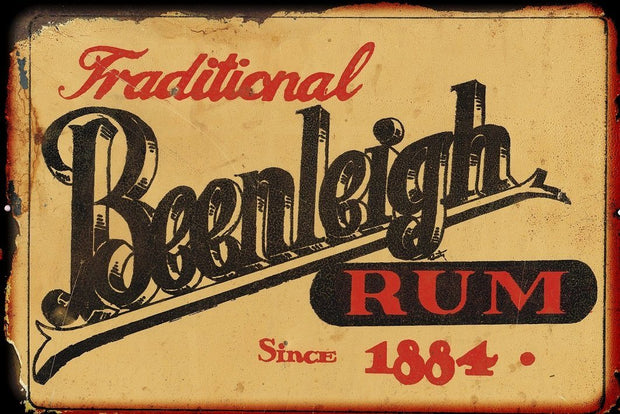 Traditional
Beenleigh
RUM
Since 1884